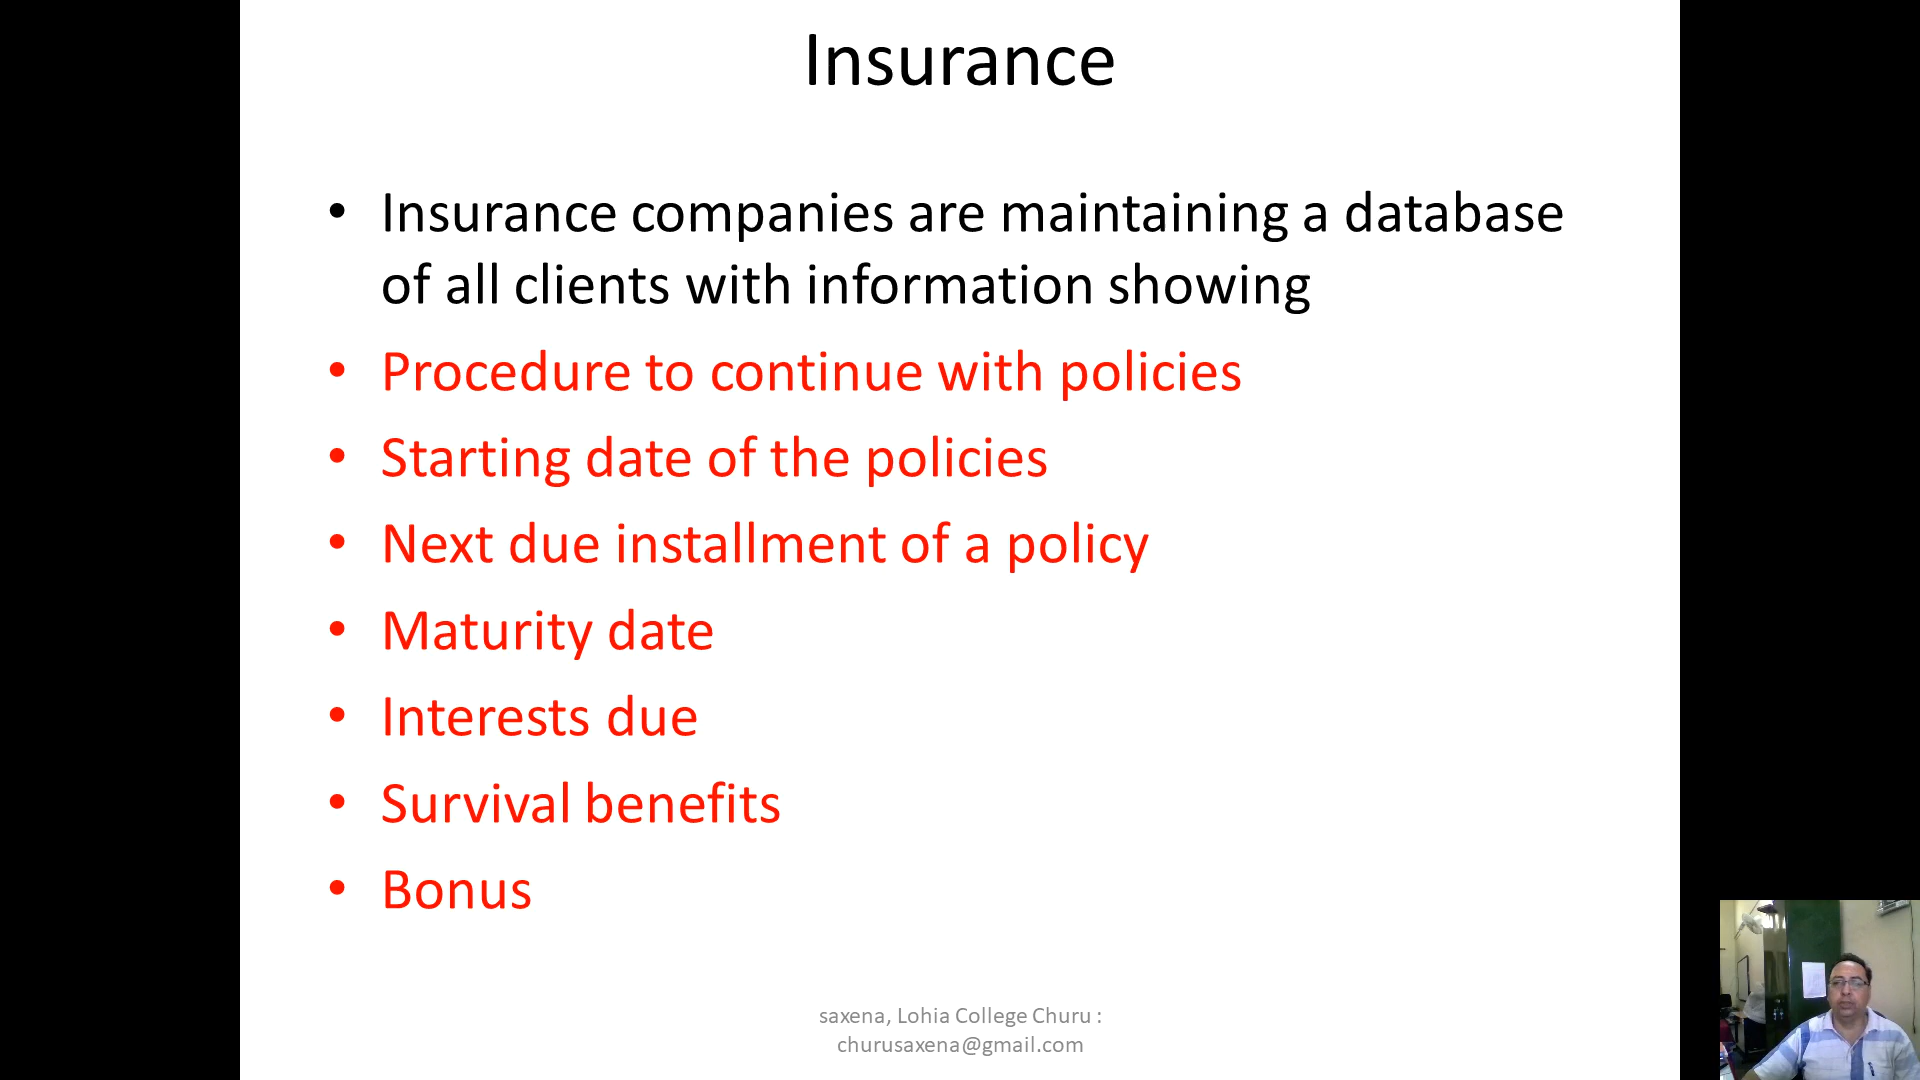 Insurance
• Insurance companies are maintaining a database
of all clients with information showing
• Procedure to continue with policies
• Starting date of the policies
• Next due installment of a policy
• Maturity date
• Interests due
• Survival benefits
• Bonus
saxena, Lohia College Churu :
churusaxena@gmail.com